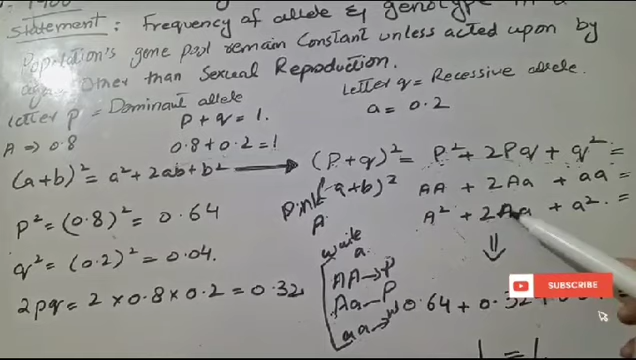 Statement: Frequency of allele & genotype in a
Population's gene pool remain constant unless acted upon by
Other than Sexual Reproduction.
letter P = Dominant allele
letter q = Recessive allele.
A ⇒ 0.8
P + q = 1.
a = 0.2
0.8 + 0.2 = 1
(a+b)² = a² + 2ab + b² → (P+q)² = P² + 2Pq + q² =
(a+b)²
AA + 2Aa + aa =
A² + 2Aa + a². =
P² = (0.8)² = 0.64
Pink
A
q² = (0.2)² = 0.04.
white
a.
2pq = 2 × 0.8 × 0.2 = 0.32
AA → P
Aa – P
aa → W
0.64 + 0.32 +
1 = 1
SUBSCRIBE